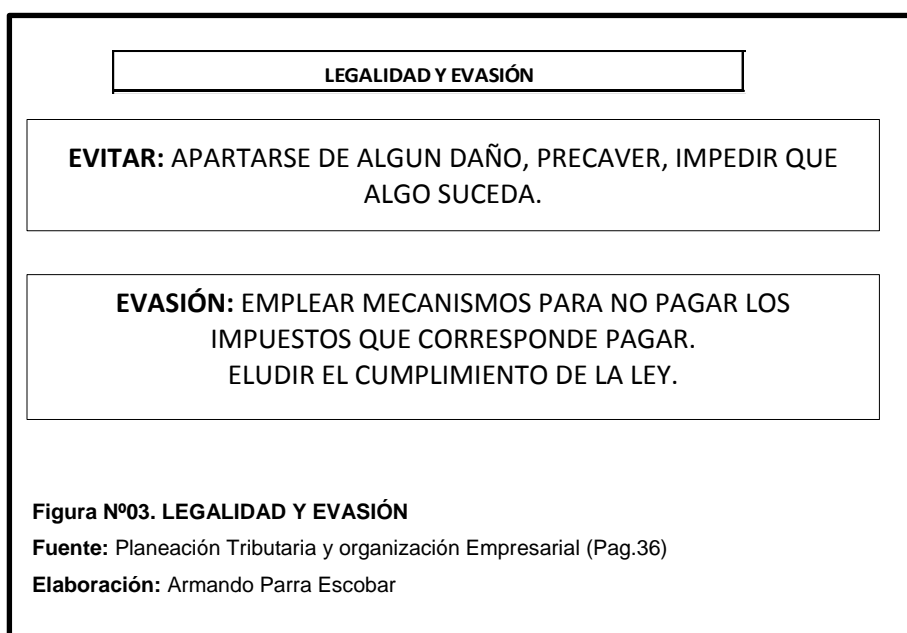 LEGALIDAD Y EVASIÓN
EVITAR: APARTARSE DE ALGUN DAÑO, PRECAVER, IMPEDIR QUE
ALGO SUCEDA.
EVASIÓN: EMPLEAR MECANISMOS PARA NO PAGAR LOS
IMPUESTOS QUE CORRESPONDE PAGAR.
ELUDIR EL CUMPLIMIENTO DE LA LEY.
Figura Nº03. LEGALIDAD Y EVASIÓN
Fuente: Planeación Tributaria y organización Empresarial (Pag.36)
Elaboración: Armando Parra Escobar